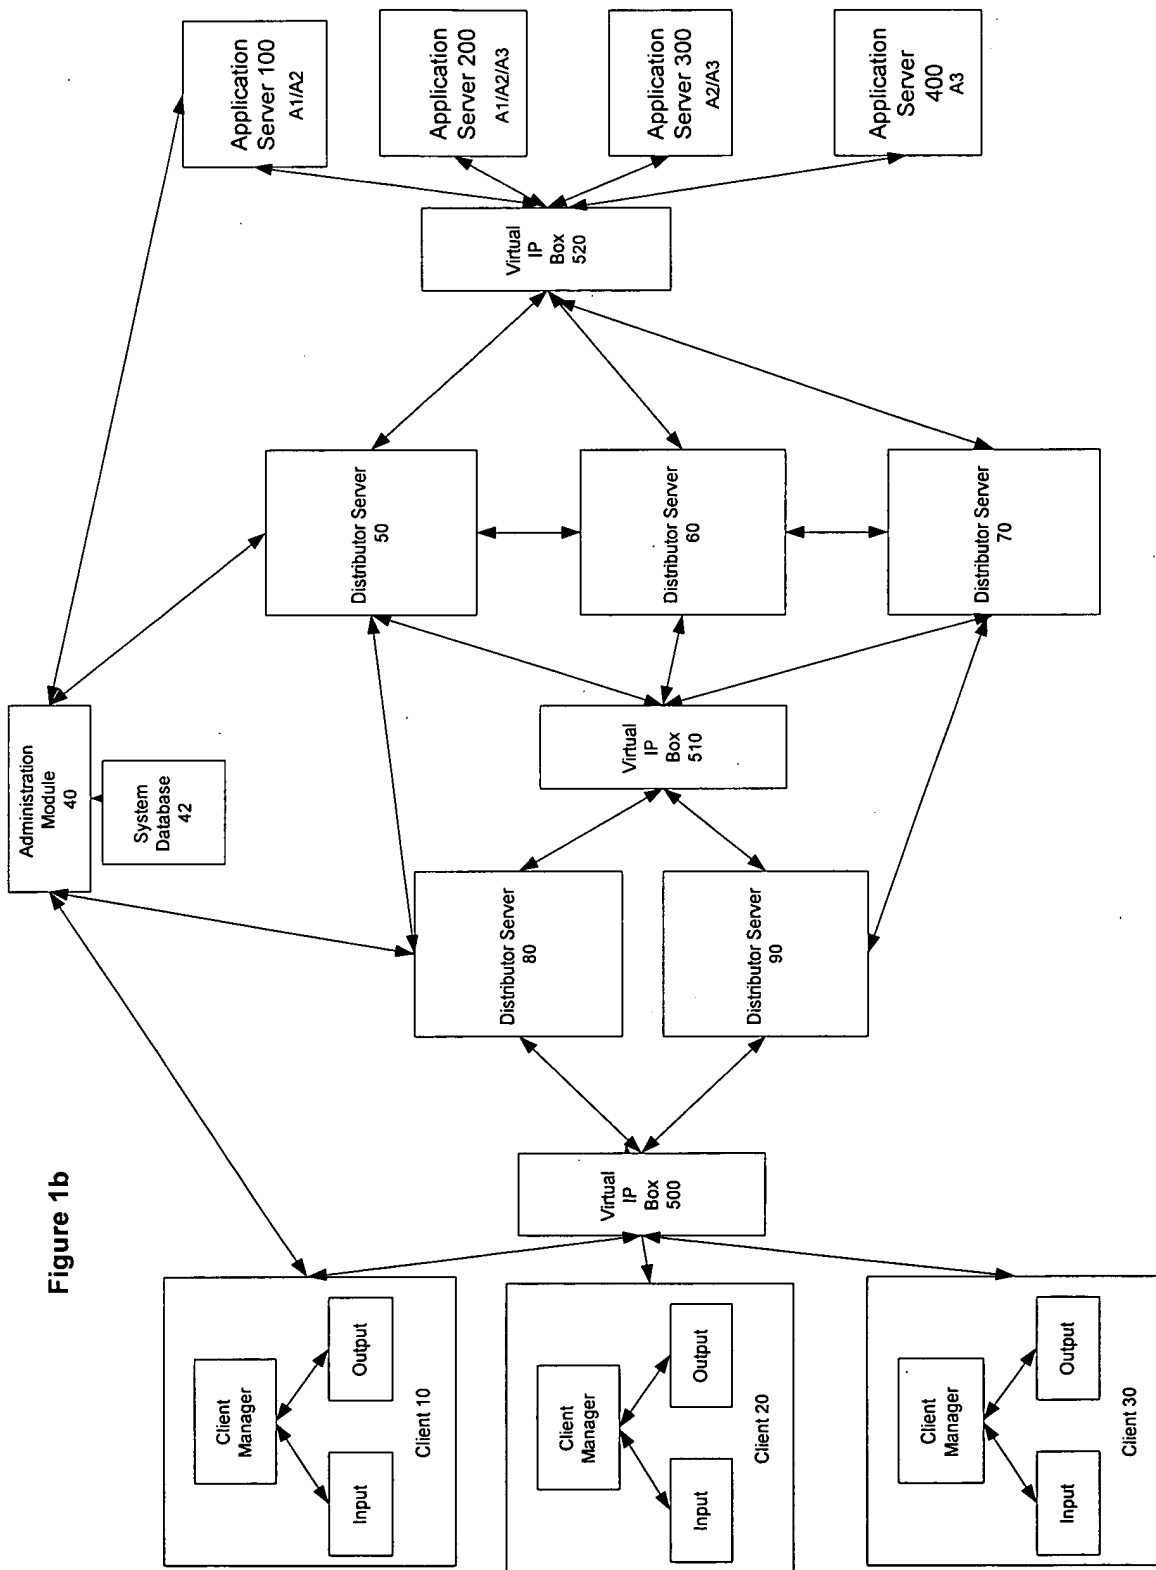 Figure 1b
Administration
Module
40
System
Database
42
Client
Manager
Input
Output
Client 10
Client
Manager
Input
Output
Client 20
Client
Manager
Input
Output
Client 30
Virtual
IP
Box
500
Distributor Server
80
Distributor Server
90
Virtual
IP
Box
510
Distributor Server
50
Distributor Server
60
Distributor Server
70
Virtual
IP
Box
520
Application
Server 100
A1/A2
Application
Server 200
A1/A2/A3
Application
Server 300
A2/A3
Application
Server
400
A3